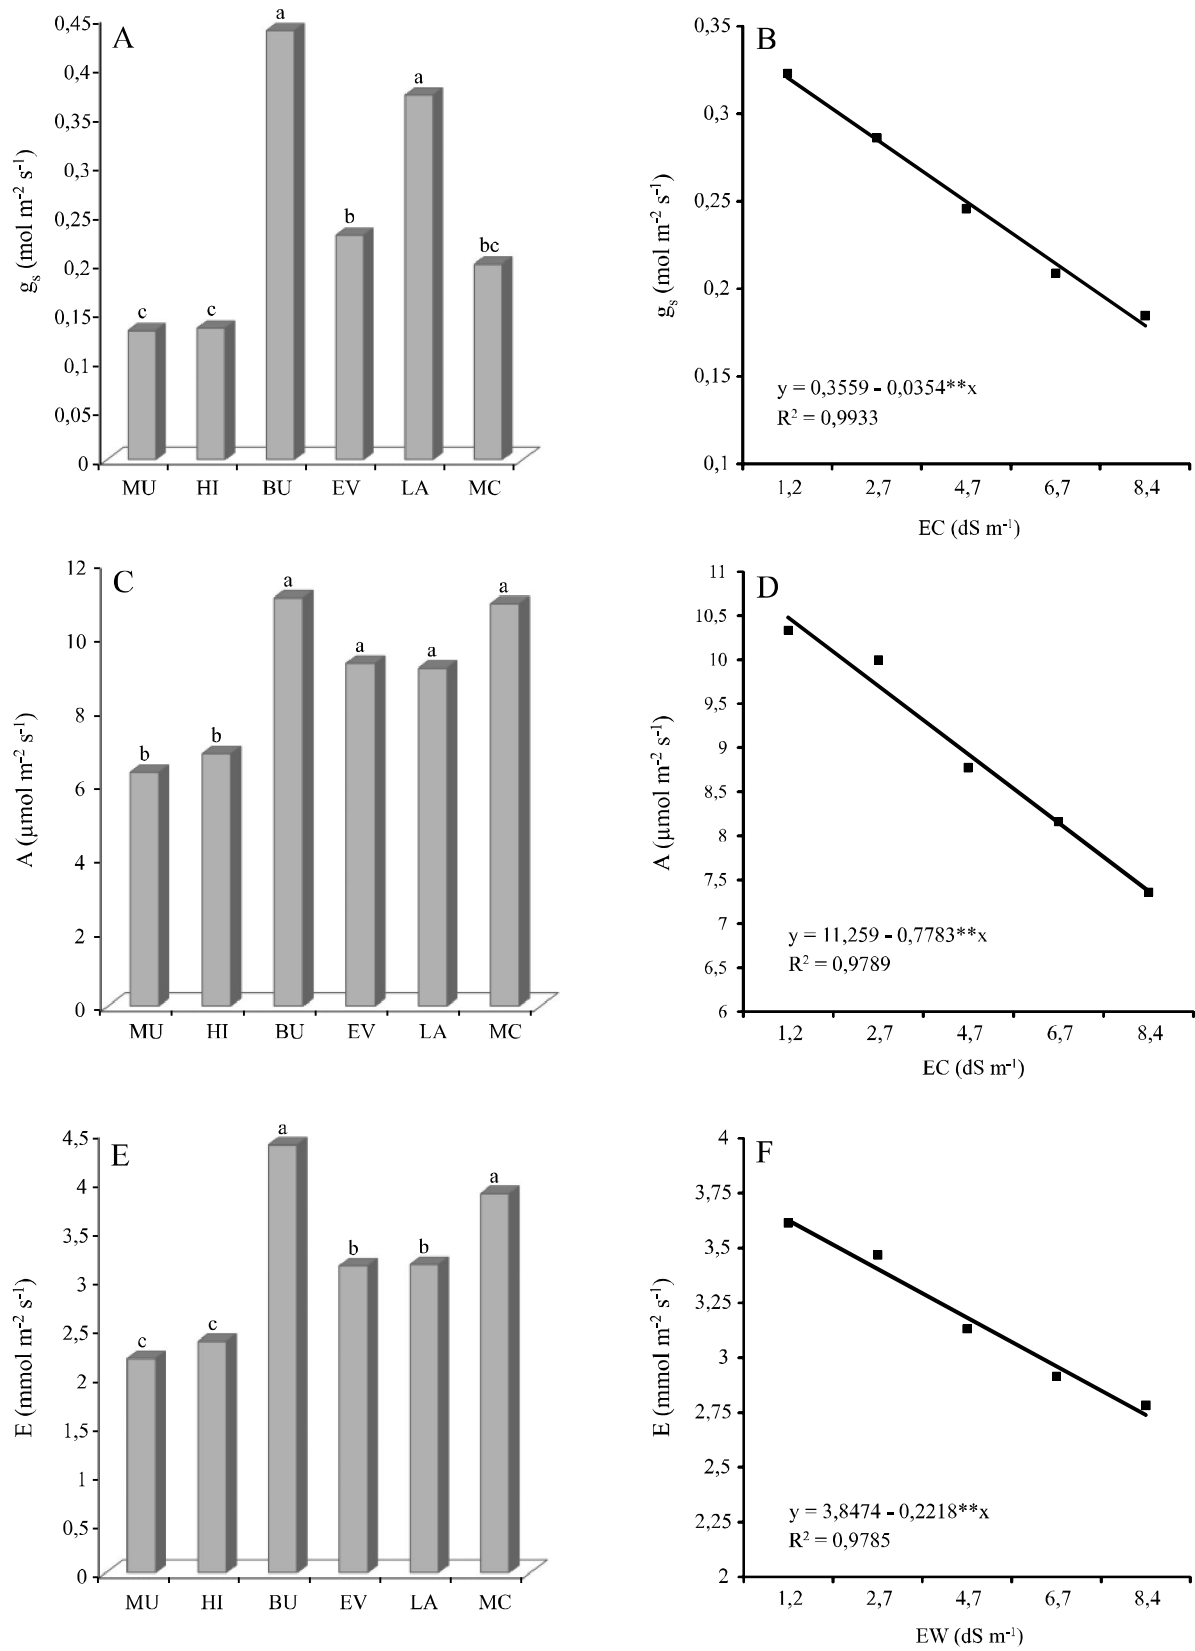 A
g_s (mol m⁻² s⁻¹)
0,45
0,4
0,35
0,3
0,25
0,2
0,15
0,1
0,05
0
c c a b a bc
MU HI BU EV LA MC
B
g_s (mol m⁻² s⁻¹)
0,35
0,3
0,25
0,2
0,15
0,1
y = 0,3559 - 0,0354**x
R² = 0,9933
1,2 2,7 4,7 6,7 8,4
EC (dS m⁻¹)
C
A (µmol m⁻² s⁻¹)
12
10
8
6
4
2
0
b b a a a a
MU HI BU EV LA MC
D
A (µmol m⁻² s⁻¹)
11
10,5
10
9,5
9
8,5
8
7,5
7
6,5
6
y = 11,259 - 0,7783**x
R² = 0,9789
1,2 2,7 4,7 6,7 8,4
EC (dS m⁻¹)
E
E (mmol m⁻² s⁻¹)
4,5
4
3,5
3
2,5
2
1,5
1
0,5
0
c c a b b a
MU HI BU EV LA MC
F
E (mmol m⁻² s⁻¹)
4
3,75
3,5
3,25
3
2,75
2,5
2,25
2
y = 3,8474 - 0,2218**x
R² = 0,9785
1,2 2,7 4,7 6,7 8,4
EW (dS m⁻¹)